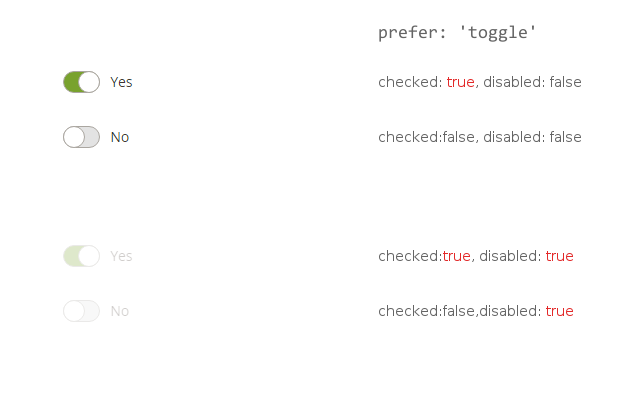 prefer: 'toggle'
Yes checked: true, disabled: false
No checked:false, disabled: false
Yes checked:true, disabled: true
No checked:false,disabled: true